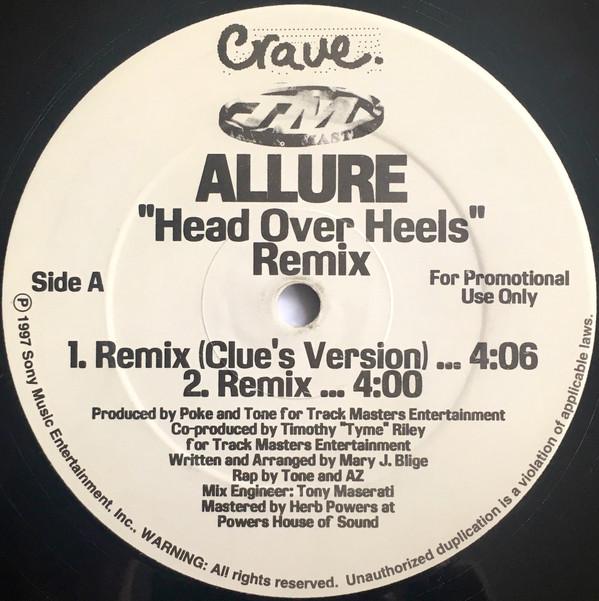 Crave.
TM
MAST
ALLURE
"Head Over Heels"
Remix
Side A
For Promotional
Use Only
1. Remix (Clue's Version) ... 4:06
2. Remix ... 4:00
Produced by Poke and Tone for Track Masters Entertainment
Co-produced by Timothy "Tyme" Riley
for Track Masters Entertainment
Written and Arranged by Mary J. Blige
Rap by Tone and AZ
Mix Engineer: Tony Maserati
Mastered by Herb Powers at
Powers House of Sound
℗ 1997 Sony Music Entertainment, Inc.. WARNING: All rights reserved. Unauthorized duplication is a violation of applicable laws.